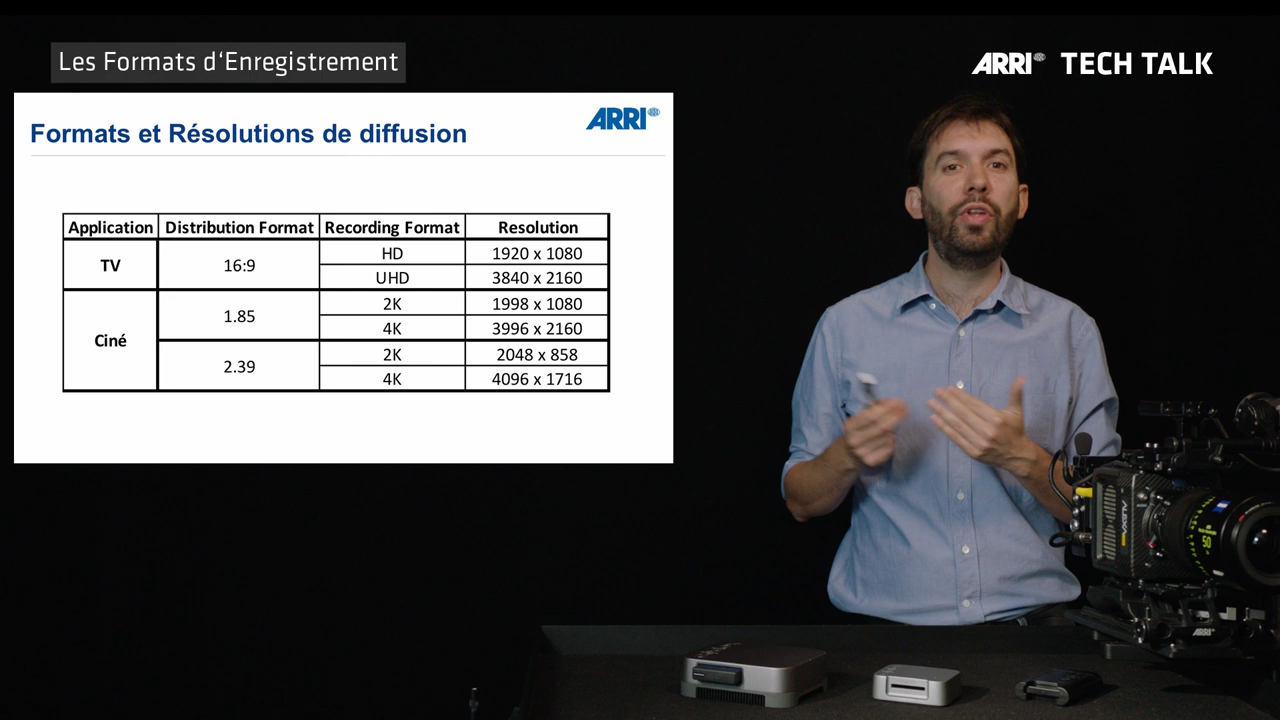 Les Formats d‘Enregistrement
ARRI TECH TALK
ARRI
Formats et Résolutions de diffusion
Application Distribution Format Recording Format Resolution
TV 16:9 HD 1920 x 1080
UHD 3840 x 2160
Ciné 1.85 2K 1998 x 1080
4K 3996 x 2160
2.39 2K 2048 x 858
4K 4096 x 1716
ALEXA
ARRI